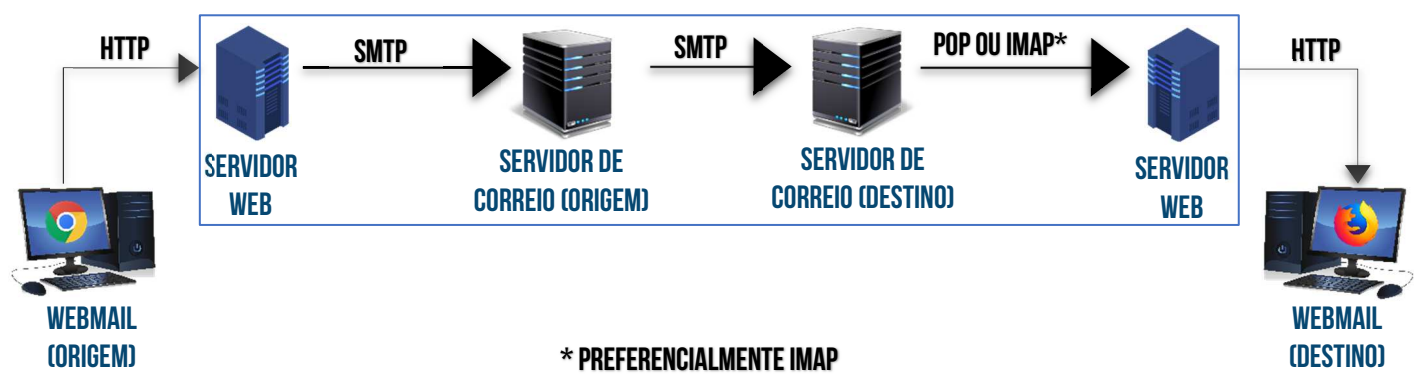 HTTP
SMTP
SMTP
POP OU IMAP*
HTTP
SERVIDOR
WEB
SERVIDOR DE
CORREIO (ORIGEM)
SERVIDOR DE
CORREIO (DESTINO)
SERVIDOR
WEB
WEBMAIL
(ORIGEM)
WEBMAIL
(DESTINO)
* PREFERENCIALMENTE IMAP